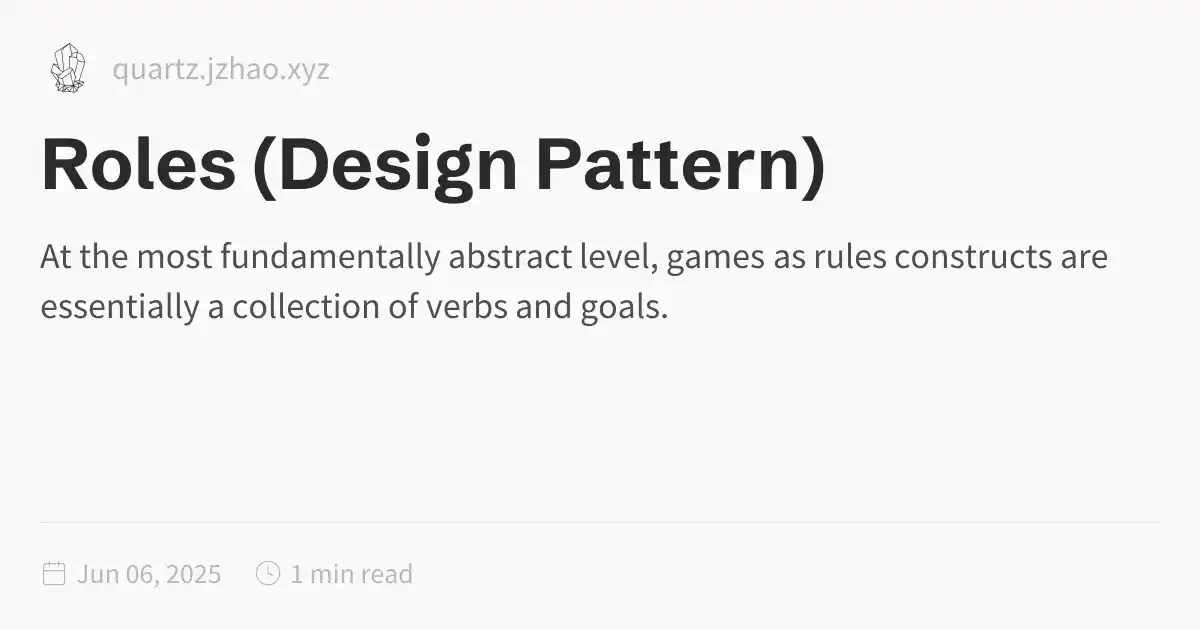 quartz.jzhao.xyz
Roles (Design Pattern)
At the most fundamentally abstract level, games as rules constructs are
essentially a collection of verbs and goals.
Jun 06, 2025 1 min read